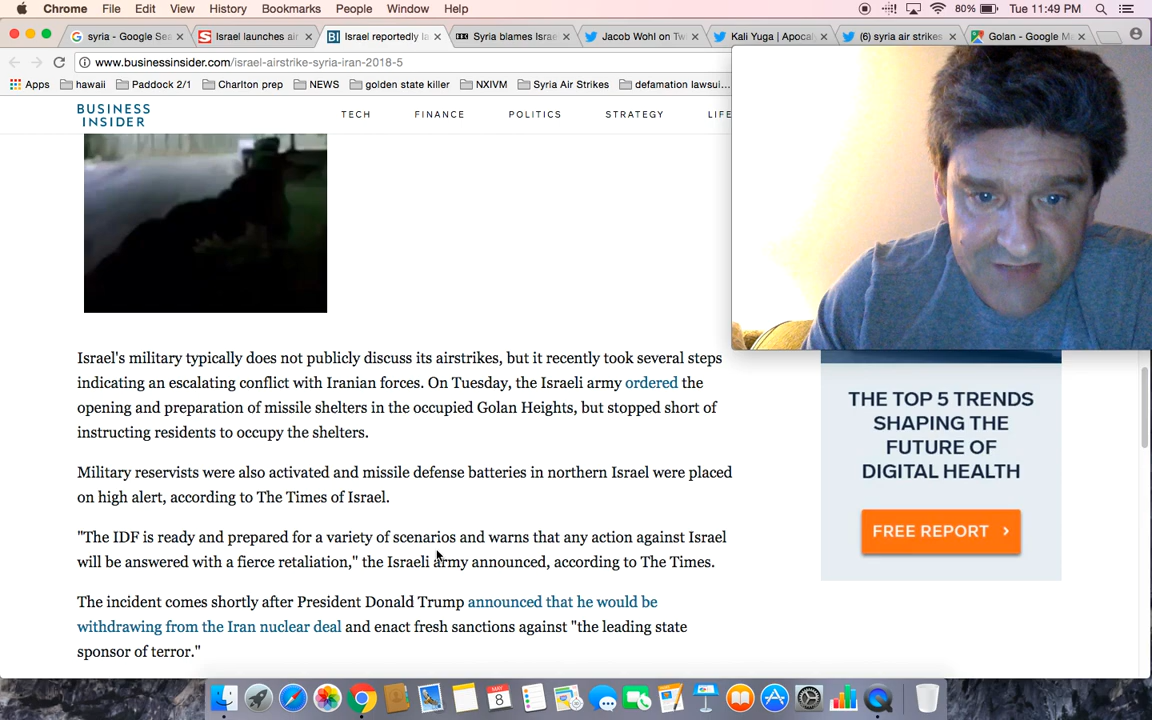 Chrome File Edit View History Bookmarks People Window Help 80% Tue 11:49 PM
syria - Google Sea Israel launches air BI Israel reportedly la Syria blames Israe Jacob Wohl on Tw Kali Yuga | Apocal (6) syria air strikes Golan - Google M
www.businessinsider.com/israel-airstrike-syria-iran-2018-5
Apps hawaii Paddock 2/1 Charlton prep NEWS golden state killer NXIVM Syria Air Strikes defamation lawsui...
BUSINESS
INSIDER
TECH FINANCE POLITICS STRATEGY LIFE
Israel's military typically does not publicly discuss its airstrikes, but it recently took several steps
indicating an escalating conflict with Iranian forces. On Tuesday, the Israeli army ordered the
opening and preparation of missile shelters in the occupied Golan Heights, but stopped short of
instructing residents to occupy the shelters.
Military reservists were also activated and missile defense batteries in northern Israel were placed
on high alert, according to The Times of Israel.
"The IDF is ready and prepared for a variety of scenarios and warns that any action against Israel
will be answered with a fierce retaliation," the Israeli army announced, according to The Times.
The incident comes shortly after President Donald Trump announced that he would be
withdrawing from the Iran nuclear deal and enact fresh sanctions against "the leading state
sponsor of terror."
THE TOP 5 TRENDS
SHAPING THE
FUTURE OF
DIGITAL HEALTH
FREE REPORT
MAY
8